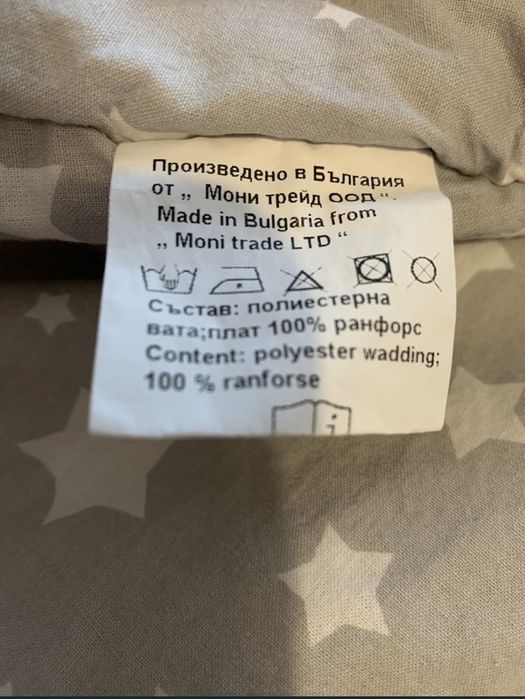 Произведено в България
от „ Мони трейд ООД “.
Made in Bulgaria from
„ Moni trade LTD “
Състав: полиестерна
вата;плат 100% ранфорс
Content: polyester wadding;
100 % ranforse
i